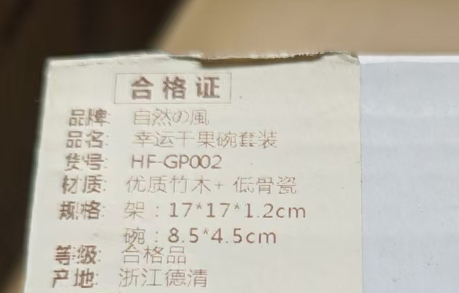 合格证
品牌: 自然の風
品名: 幸运干果碗套装
货号: HF-GP002
材质: 优质竹木+低骨瓷
规格: 架:17*17*1.2cm
碗:8.5*4.5cm
等级: 合格品
产地: 浙江德清